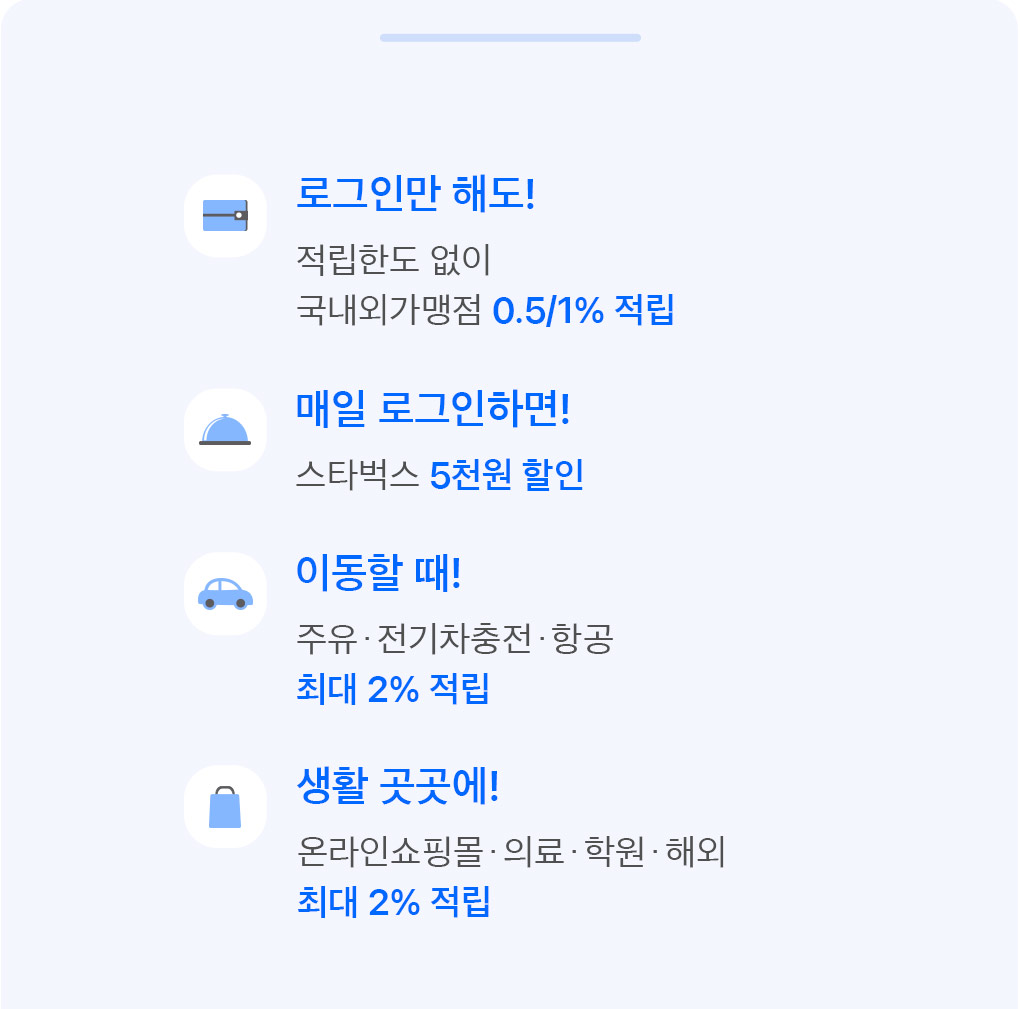 로그인만 해도!
적립한도 없이
국내외가맹점 0.5/1% 적립
매일 로그인하면!
스타벅스 5천원 할인
이동할 때!
주유·전기차충전·항공
최대 2% 적립
생활 곳곳에!
온라인쇼핑몰·의료·학원·해외
최대 2% 적립